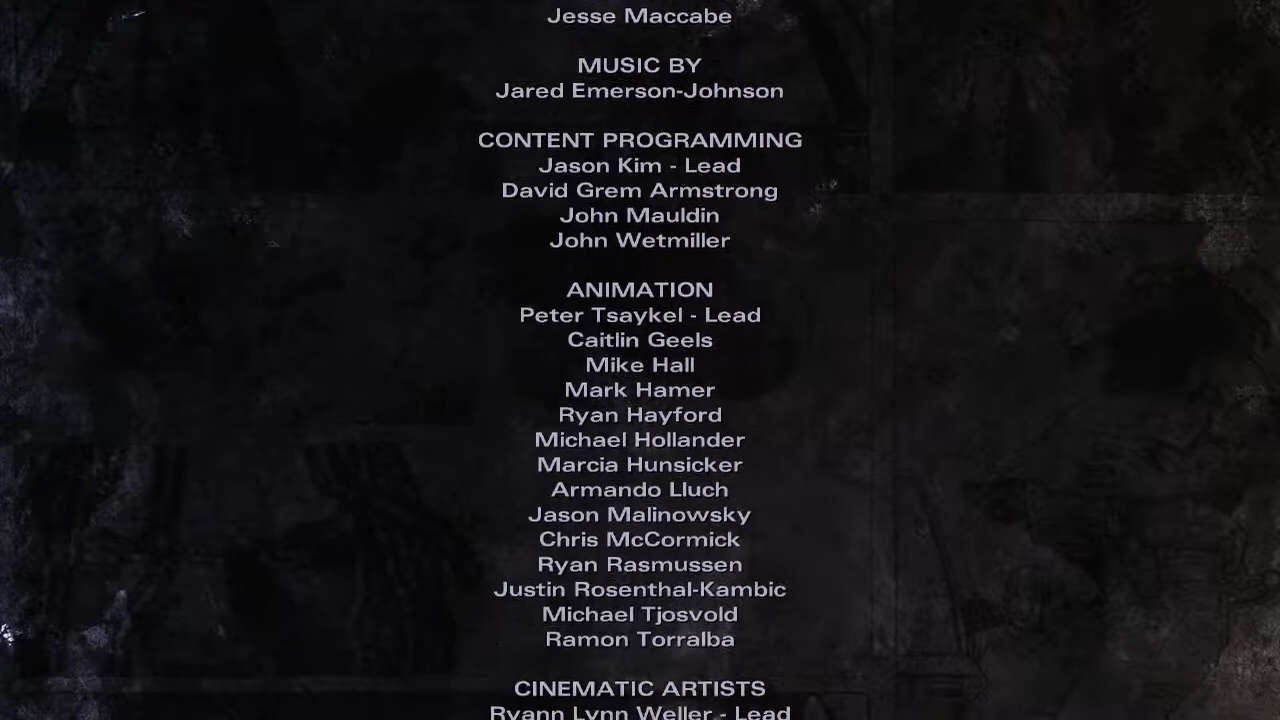 Jesse Maccabe
MUSIC BY
Jared Emerson-Johnson
CONTENT PROGRAMMING
Jason Kim - Lead
David Grem Armstrong
John Mauldin
John Wetmiller
ANIMATION
Peter Tsaykel - Lead
Caitlin Geels
Mike Hall
Mark Hamer
Ryan Hayford
Michael Hollander
Marcia Hunsicker
Armando Lluch
Jason Malinowsky
Chris McCormick
Ryan Rasmussen
Justin Rosenthal-Kambic
Michael Tjosvold
Ramon Torralba
CINEMATIC ARTISTS
Ryann Lynn Weller - Lead